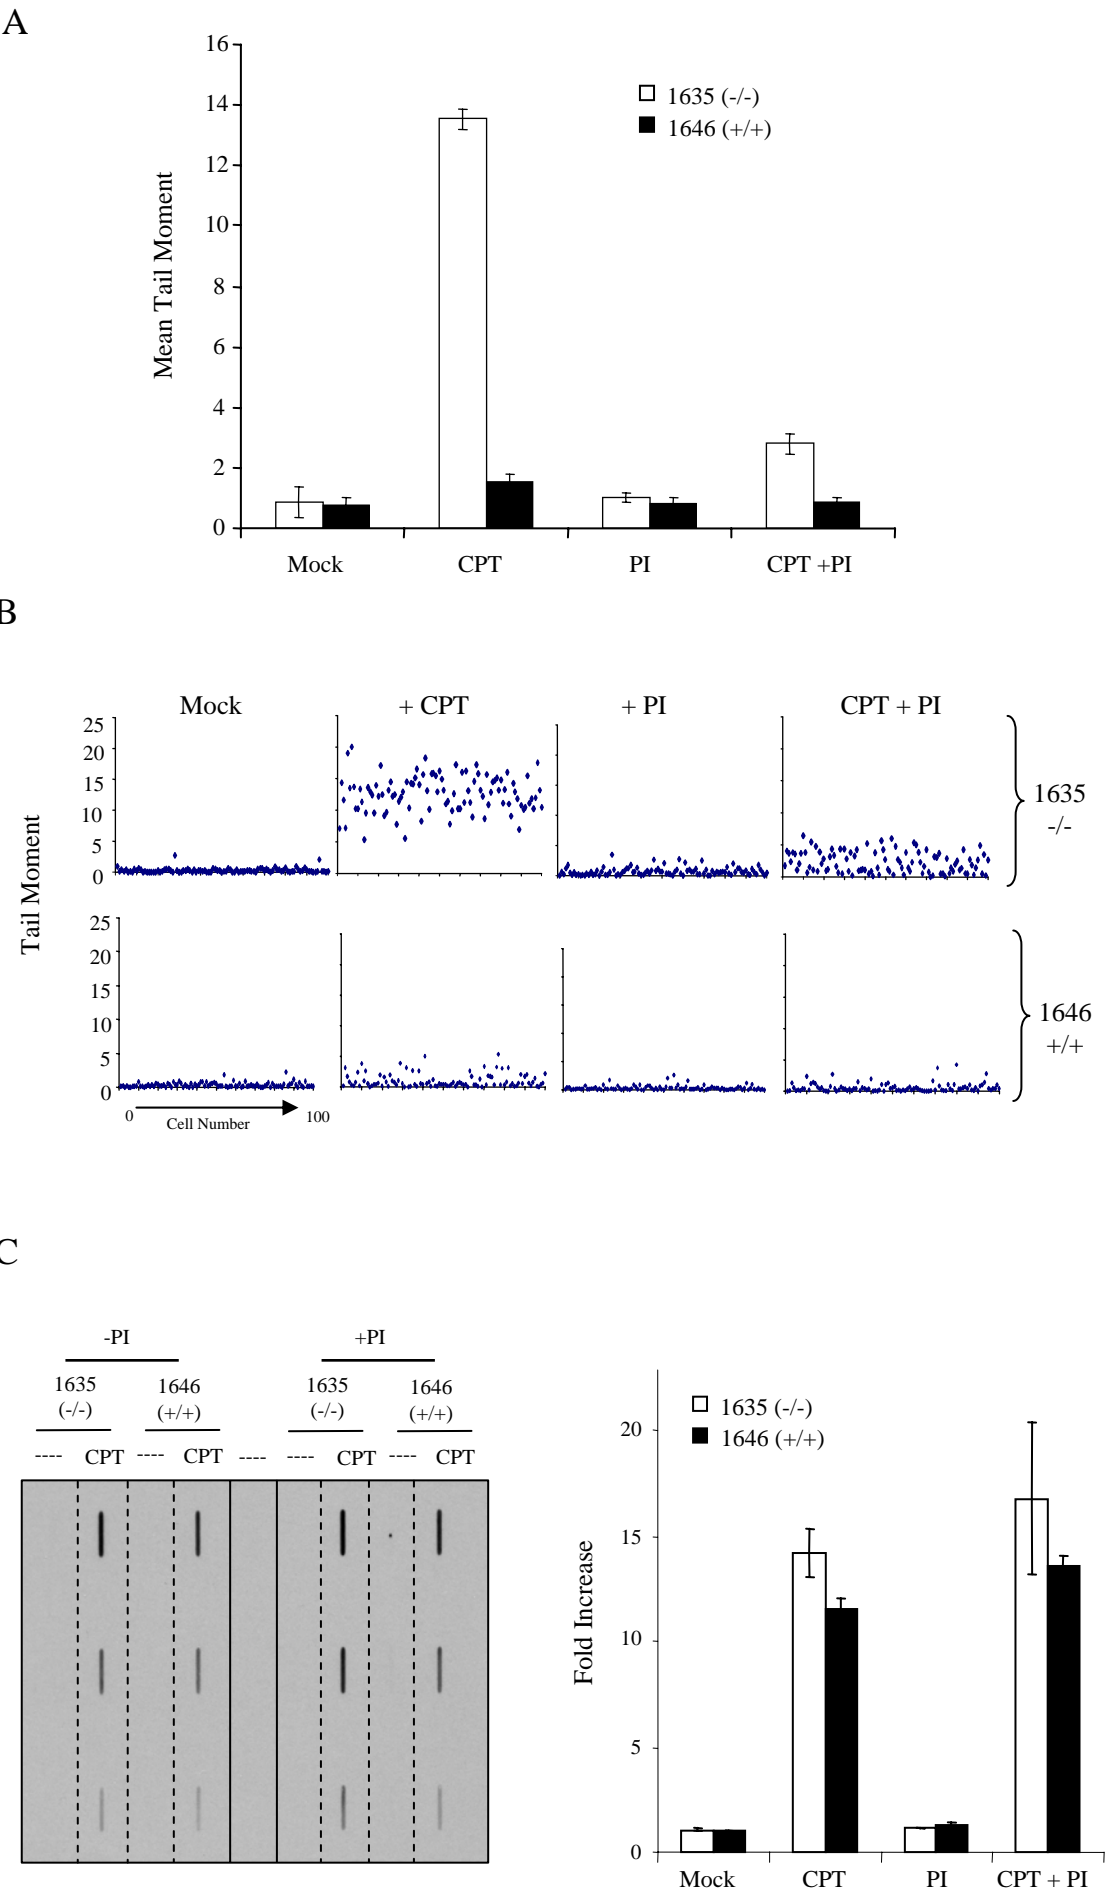 A
16
14
12
10
8
6
4
2
0
Mean Tail Moment
1635 (-/-)
1646 (+/+)
Mock CPT PI CPT +PI
B
Mock + CPT + PI CPT + PI
25
20
15
10
5
0
1635
-/-
Tail Moment
25
20
15
10
5
0
1646
+/+
0 Cell Number 100
C
-PI +PI
1635 1646 1635 1646
(-/-) (+/+) (-/-) (+/+)
---- CPT ---- CPT ---- ---- CPT ---- CPT
1635 (-/-)
1646 (+/+)
20
15
10
5
0
Fold Increase
Mock CPT PI CPT + PI